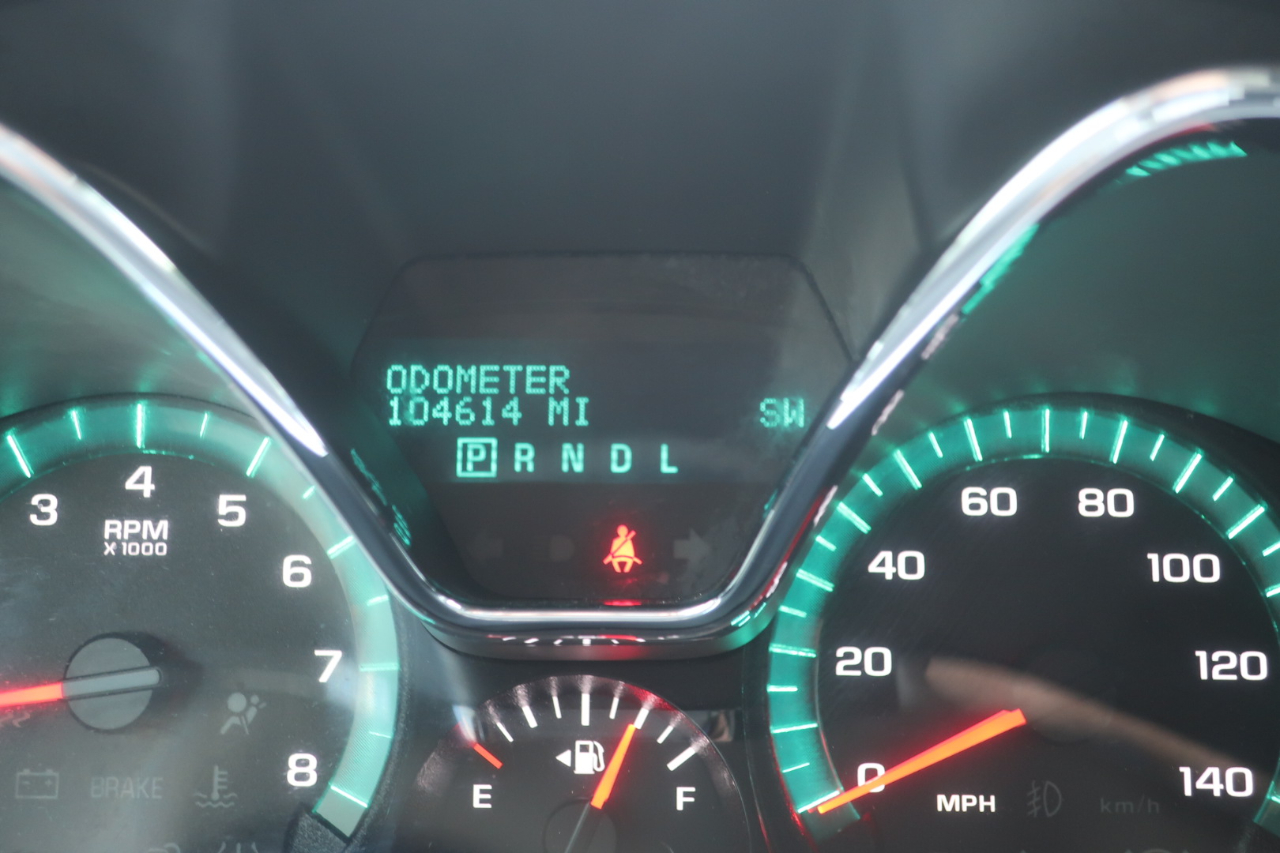 ODOMETER
104614 MI SW
P R N D L
3 4 5 6 7 8
RPM
X 1000
BRAKE
E F
0 20 40 60 80 100 120 140
MPH
km/h